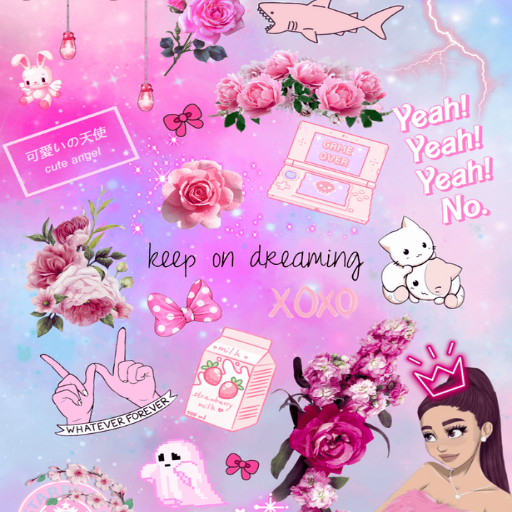 Yeah!
Yeah!
Yeah!
No.
可愛いの天使
cute angel
GAME
OVER
keep on dreaming
XOXO
milk
strawberry
milk
WHATEVER FOREVER